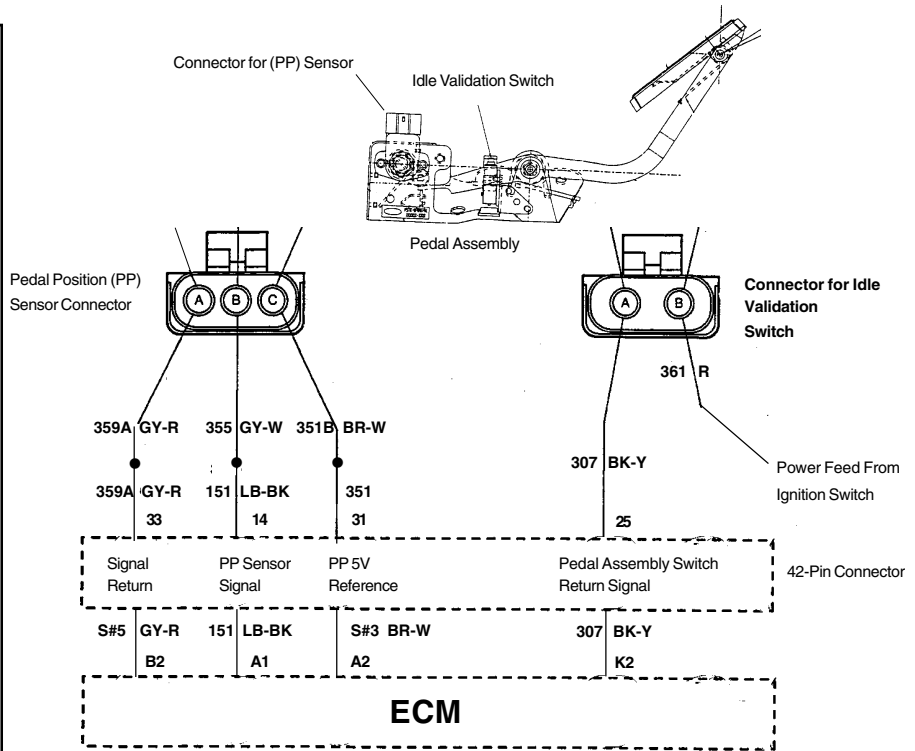 Connector for (PP) Sensor
Idle Validation Switch
Pedal Assembly
Pedal Position (PP)
Sensor Connector
A B C
A B
Connector for Idle
Validation
Switch
361 R
359A GY-R 355 GY-W 351B BR-W
307 BK-Y
Power Feed From
Ignition Switch
359A GY-R 151 LB-BK 351
33 14 31 25
Signal
Return
PP Sensor
Signal
PP 5V
Reference
Pedal Assembly Switch
Return Signal
42-Pin Connector
S#5 GY-R 151 LB-BK S#3 BR-W 307 BK-Y
B2 A1 A2 K2
ECM